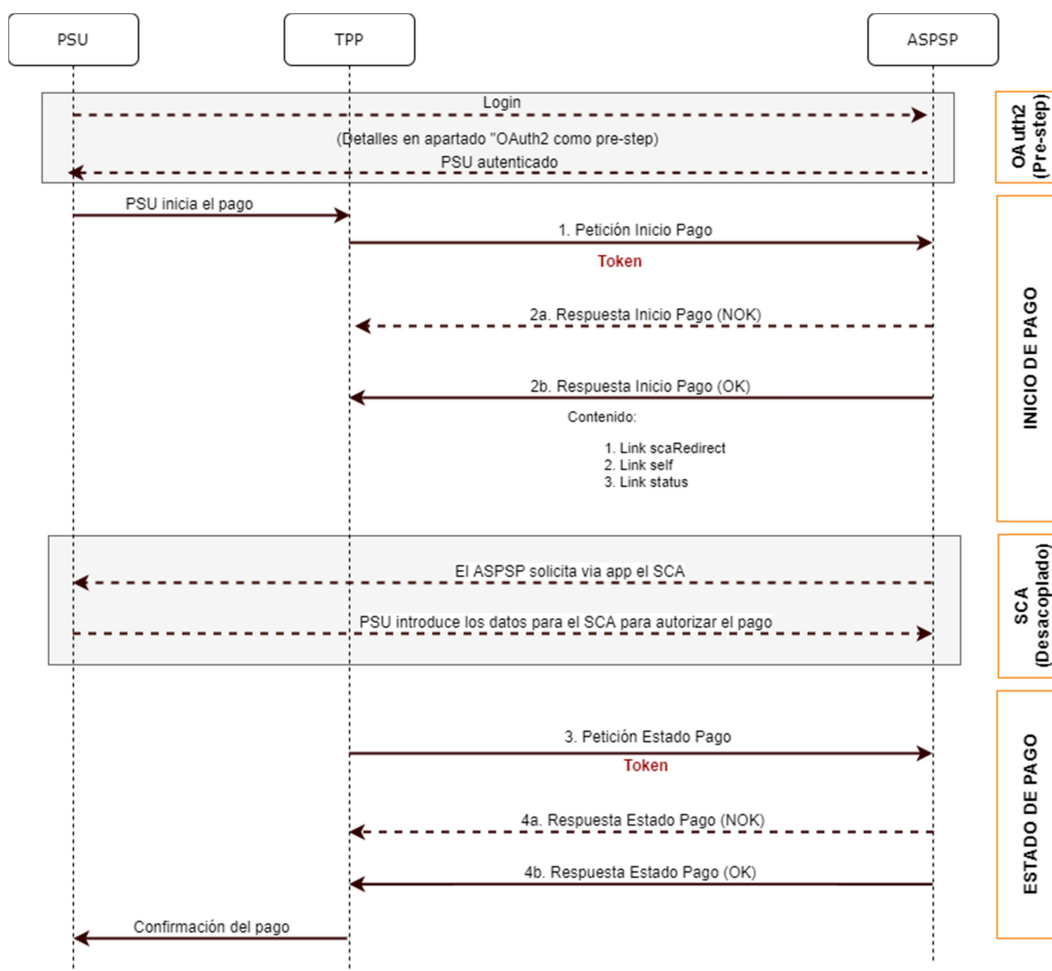 PSU
TPP
ASPSP
Login
(Detalles en apartado "OAuth2 como pre-step)
PSU autenticado
OAuth2
(Pre-step)
PSU inicia el pago
1. Petición Inicio Pago
Token
2a. Respuesta Inicio Pago (NOK)
2b. Respuesta Inicio Pago (OK)
Contenido:
1. Link scaRedirect
2. Link self
3. Link status
INICIO DE PAGO
El ASPSP solicita via app el SCA
PSU introduce los datos para el SCA para autorizar el pago
SCA
(Desacoplado)
3. Petición Estado Pago
Token
4a. Respuesta Estado Pago (NOK)
4b. Respuesta Estado Pago (OK)
Confirmación del pago
ESTADO DE PAGO